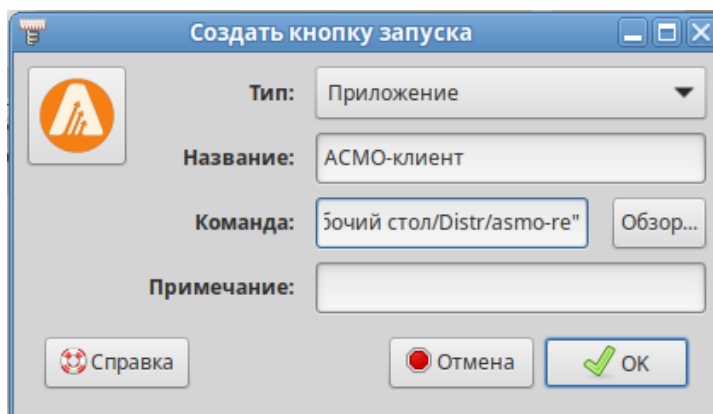 Создать кнопку запуска
Тип: Приложение
Название: АСМО-клиент
Команда: бочий стол/Distr/asmo-re" Обзор...
Примечание:
Справка Отмена OK